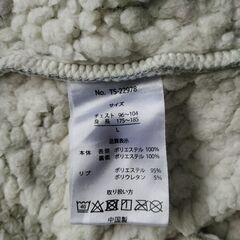 No. TS-22978
サイズ
チェスト 96～104
身長 175～185
L
品質表示
本体 表地 ポリエステル 100%
裏地 ポリエステル 100%
リブ ポリエステル 95%
ポリウレタン 5%
取り扱い方
中国製